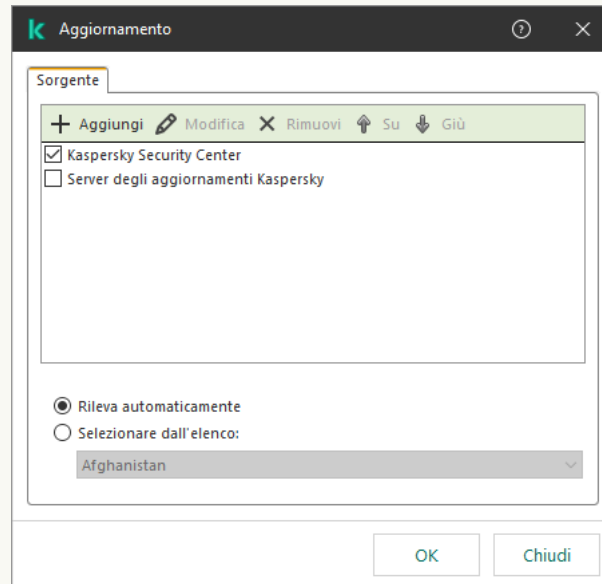 Aggiornamento
Sorgente
Aggiungi Modifica Rimuovi Su Giù
Kaspersky Security Center
Server degli aggiornamenti Kaspersky
Rileva automaticamente
Selezionare dall'elenco:
Afghanistan
OK Chiudi